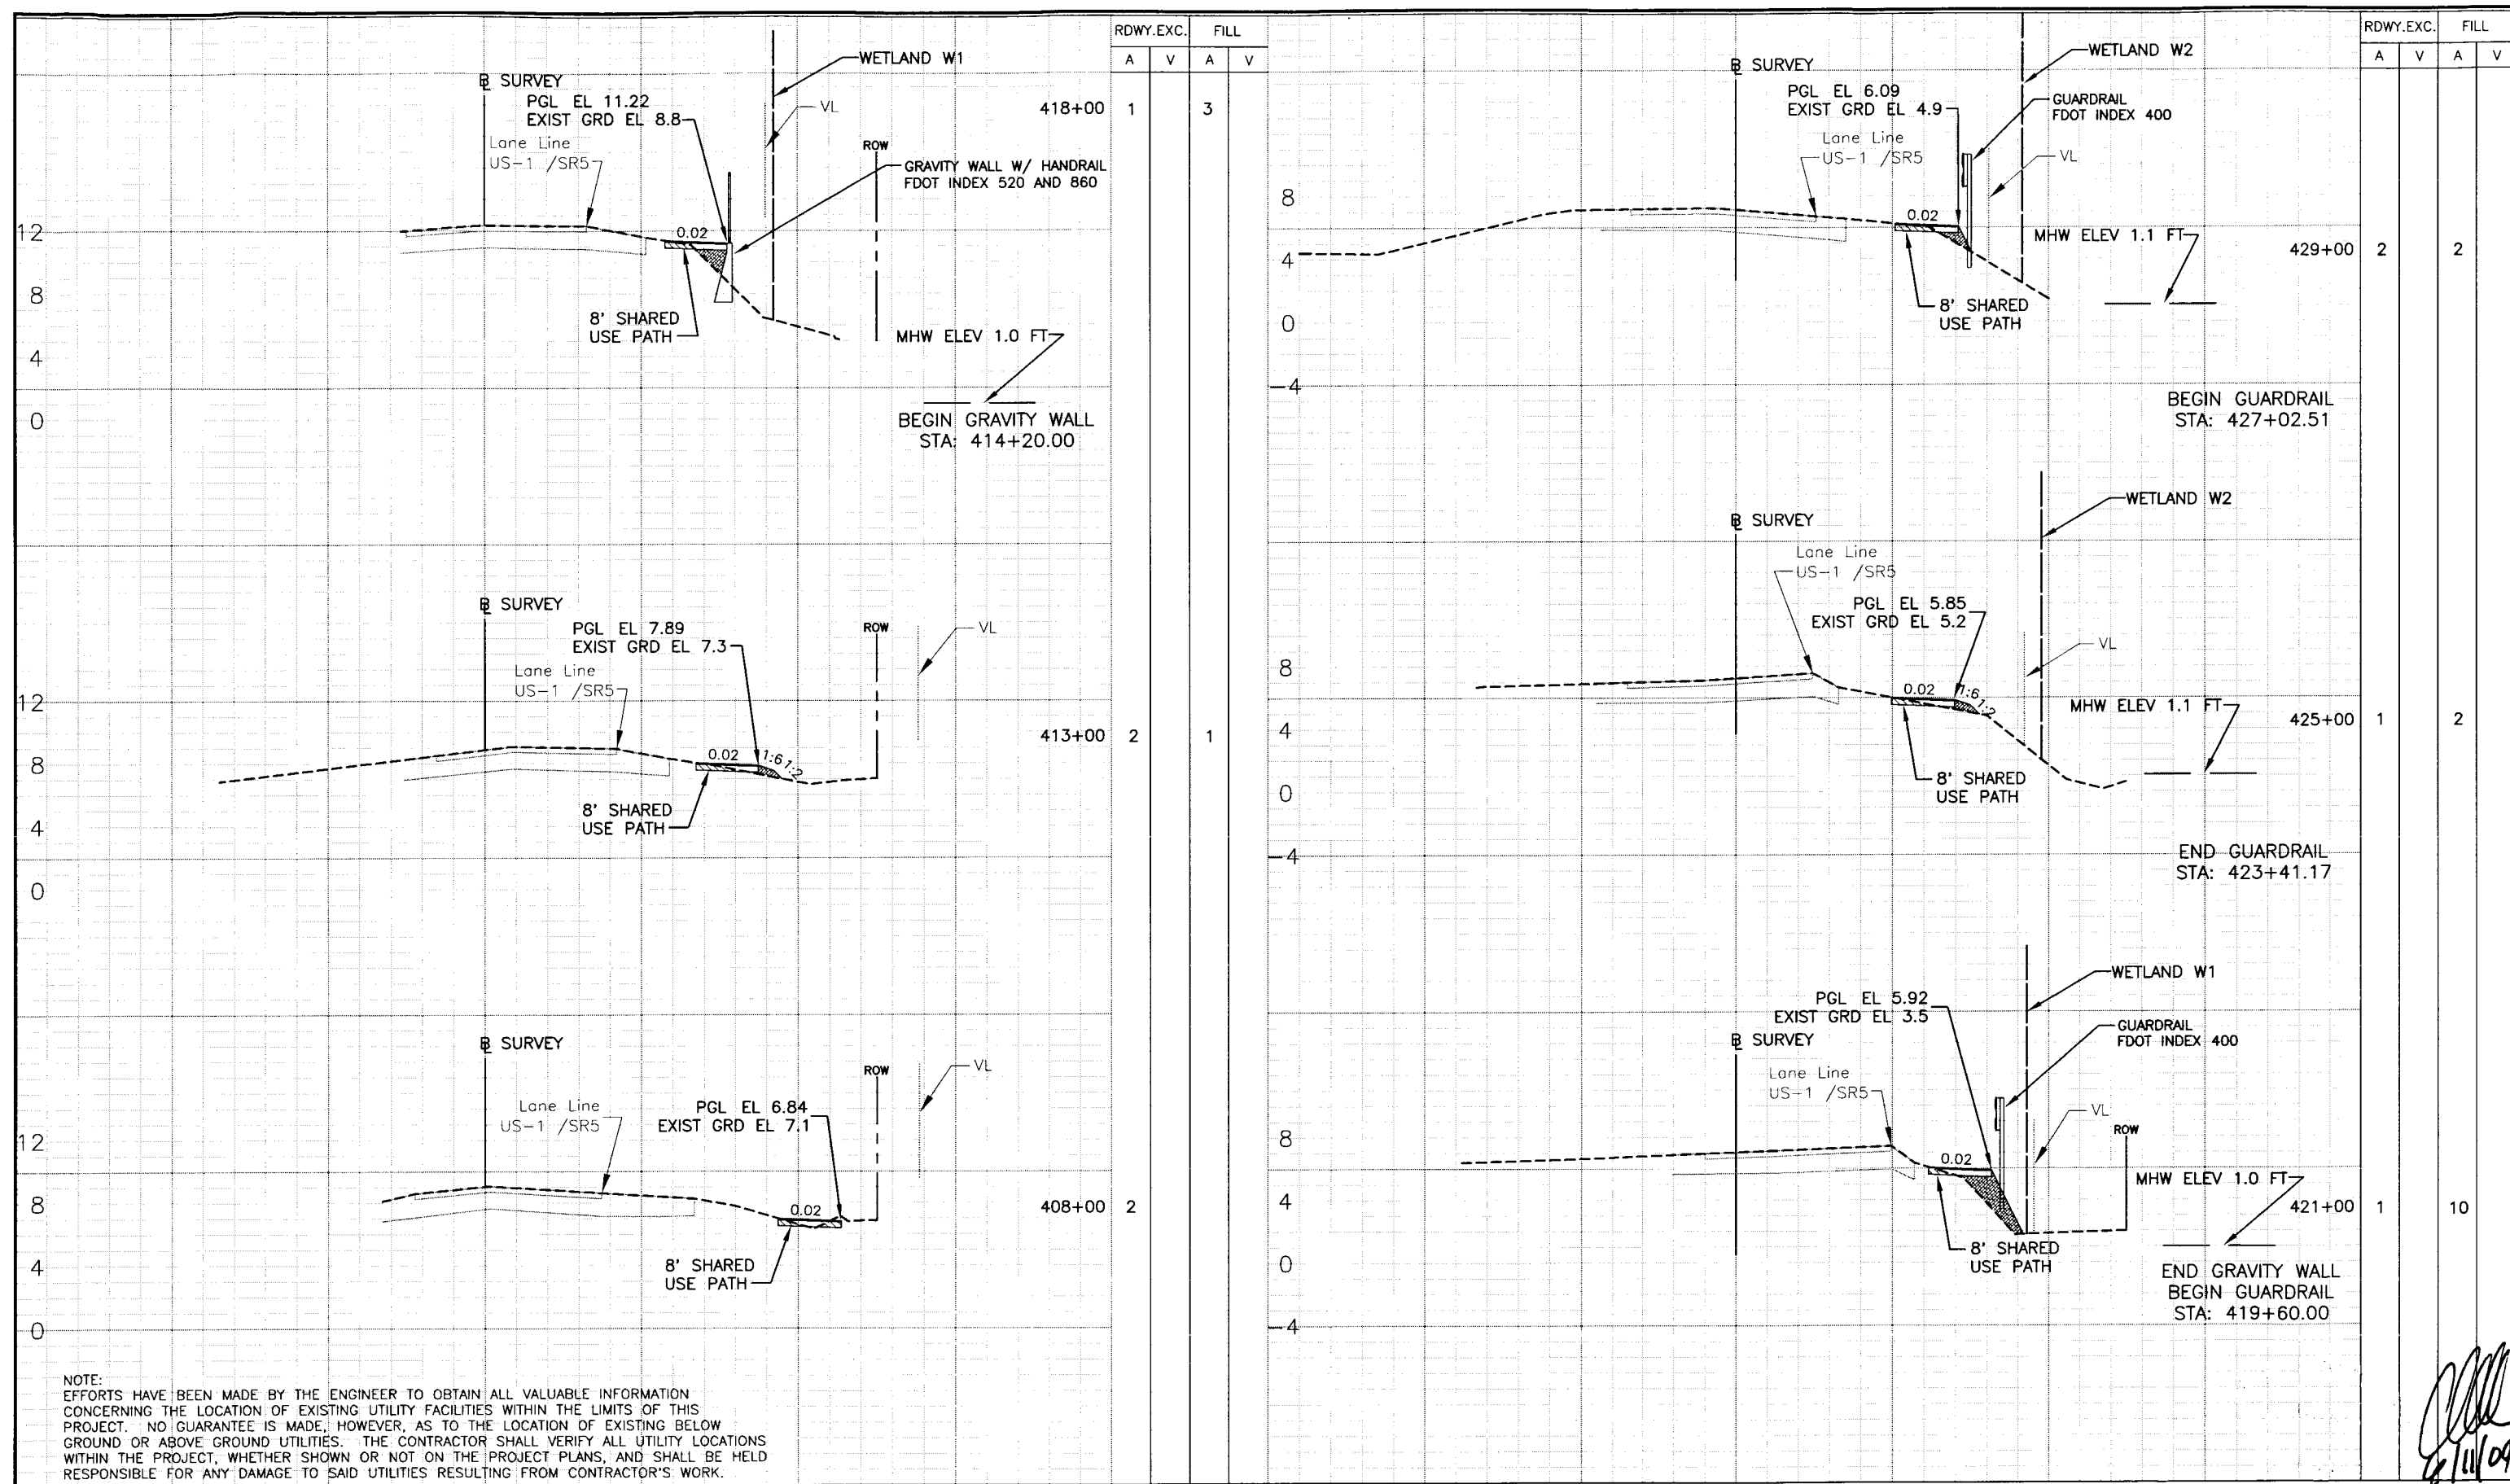 RDWY.EXC. FILL
A V A V
WETLAND W1
℄ SURVEY
PGL EL 11.22
EXIST GRD EL 8.8
VL
418+00 1 3
Lane Line
US-1 /SR5
ROW
GRAVITY WALL W/ HANDRAIL
FDOT INDEX 520 AND 860
12
0.02
8
8' SHARED
USE PATH
MHW ELEV 1.0 FT
4
BEGIN GRAVITY WALL
STA: 414+20.00
0
℄ SURVEY
PGL EL 7.89
EXIST GRD EL 7.3
ROW
VL
Lane Line
US-1 /SR5
12
413+00 2 1
0.02 1:6 1:2
8
8' SHARED
USE PATH
4
0
℄ SURVEY
ROW
VL
Lane Line
US-1 /SR5
PGL EL 6.84
EXIST GRD EL 7.1
12
408+00 2
0.02
8
8' SHARED
USE PATH
4
0
NOTE:
EFFORTS HAVE BEEN MADE BY THE ENGINEER TO OBTAIN ALL VALUABLE INFORMATION
CONCERNING THE LOCATION OF EXISTING UTILITY FACILITIES WITHIN THE LIMITS OF THIS
PROJECT. NO GUARANTEE IS MADE, HOWEVER, AS TO THE LOCATION OF EXISTING BELOW
GROUND OR ABOVE GROUND UTILITIES. THE CONTRACTOR SHALL VERIFY ALL UTILITY LOCATIONS
WITHIN THE PROJECT, WHETHER SHOWN OR NOT ON THE PROJECT PLANS, AND SHALL BE HELD
RESPONSIBLE FOR ANY DAMAGE TO SAID UTILITIES RESULTING FROM CONTRACTOR'S WORK.
RDWY.EXC. FILL
A V A V
WETLAND W2
℄ SURVEY
PGL EL 6.09
EXIST GRD EL 4.9
GUARDRAIL
FDOT INDEX 400
Lane Line
US-1 /SR5
VL
8
0.02
MHW ELEV 1.1 FT
429+00 2 2
4
8' SHARED
USE PATH
0
-4
BEGIN GUARDRAIL
STA: 427+02.51
WETLAND W2
℄ SURVEY
Lane Line
US-1 /SR5
PGL EL 5.85
EXIST GRD EL 5.2
VL
8
0.02 1:6 1:2
MHW ELEV 1.1 FT
425+00 1 2
4
8' SHARED
USE PATH
0
-4
END GUARDRAIL
STA: 423+41.17
WETLAND W1
PGL EL 5.92
EXIST GRD EL 3.5
GUARDRAIL
FDOT INDEX 400
℄ SURVEY
Lane Line
US-1 /SR5
VL
ROW
8
0.02
MHW ELEV 1.0 FT
421+00 1 10
4
8' SHARED
USE PATH
0
END GRAVITY WALL
BEGIN GUARDRAIL
STA: 419+60.00
-4